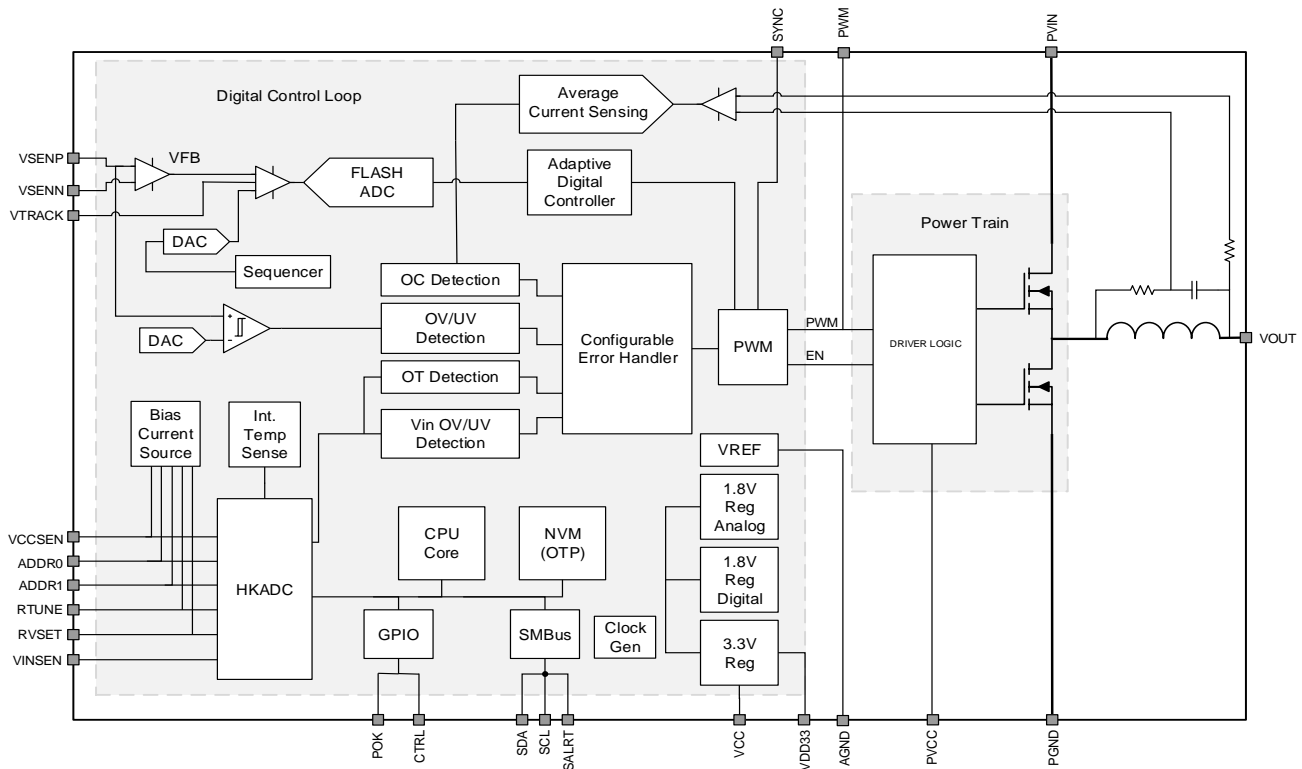 SYNC
PWM
PVIN
Digital Control Loop
Average
Current Sensing
VSENP
VSENN
VTRACK
VFB
FLASH
ADC
Adaptive
Digital
Controller
DAC
Sequencer
Power Train
OC Detection
OV/UV
Detection
OT Detection
Vin OV/UV
Detection
DAC
+
-
Configurable
Error Handler
PWM
PWM
EN
DRIVER LOGIC
VOUT
Bias
Current
Source
Int.
Temp
Sense
VREF
1.8V
Reg
Analog
1.8V
Reg
Digital
3.3V
Reg
VCCSEN
ADDR0
ADDR1
RTUNE
RVSET
VINSEN
HKADC
CPU
Core
NVM
(OTP)
GPIO
SMBus
Clock
Gen
POK
CTRL
SDA
SCL
SALRT
VCC
VDD33
AGND
PVCC
PGND